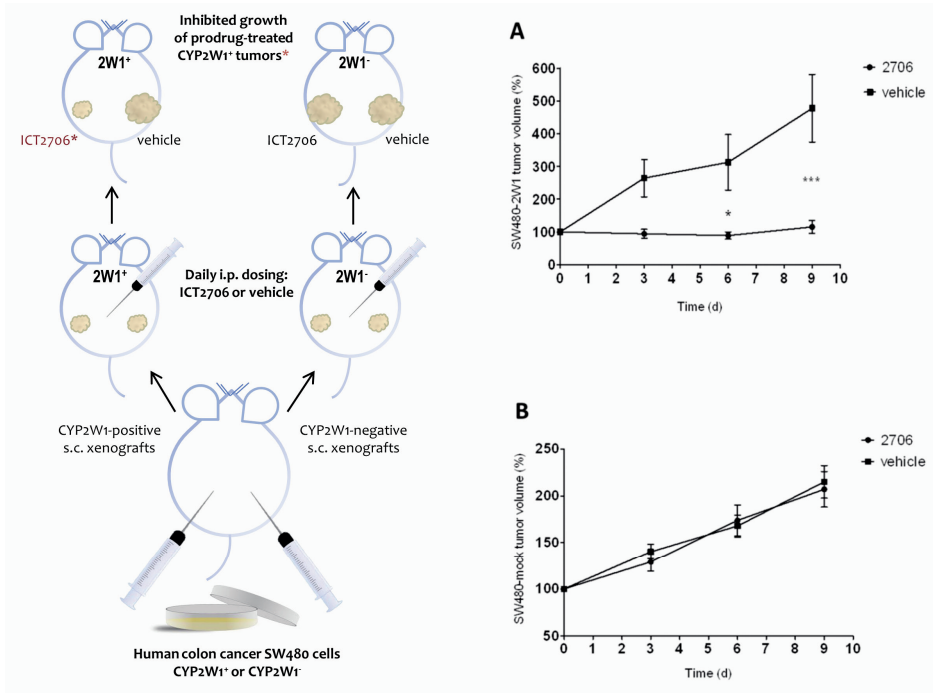 Inhibited growth
of prodrug-treated
CYP2W1⁺ tumors*
2W1⁺
2W1⁻
ICT2706*
vehicle
ICT2706
vehicle
2W1⁺
Daily i.p. dosing:
ICT2706 or vehicle
2W1⁻
CYP2W1-positive
s.c. xenografts
CYP2W1-negative
s.c. xenografts
Human colon cancer SW480 cells
CYP2W1⁺ or CYP2W1⁻
A
SW480-2W1 tumor volume (%)
600
500
400
300
200
100
0
0 1 2 3 4 5 6 7 8 9 10
Time (d)
*
***
2706
vehicle
B
SW480-mock tumor volume (%)
250
200
150
100
50
0 1 2 3 4 5 6 7 8 9 10
Time (d)
2706
vehicle